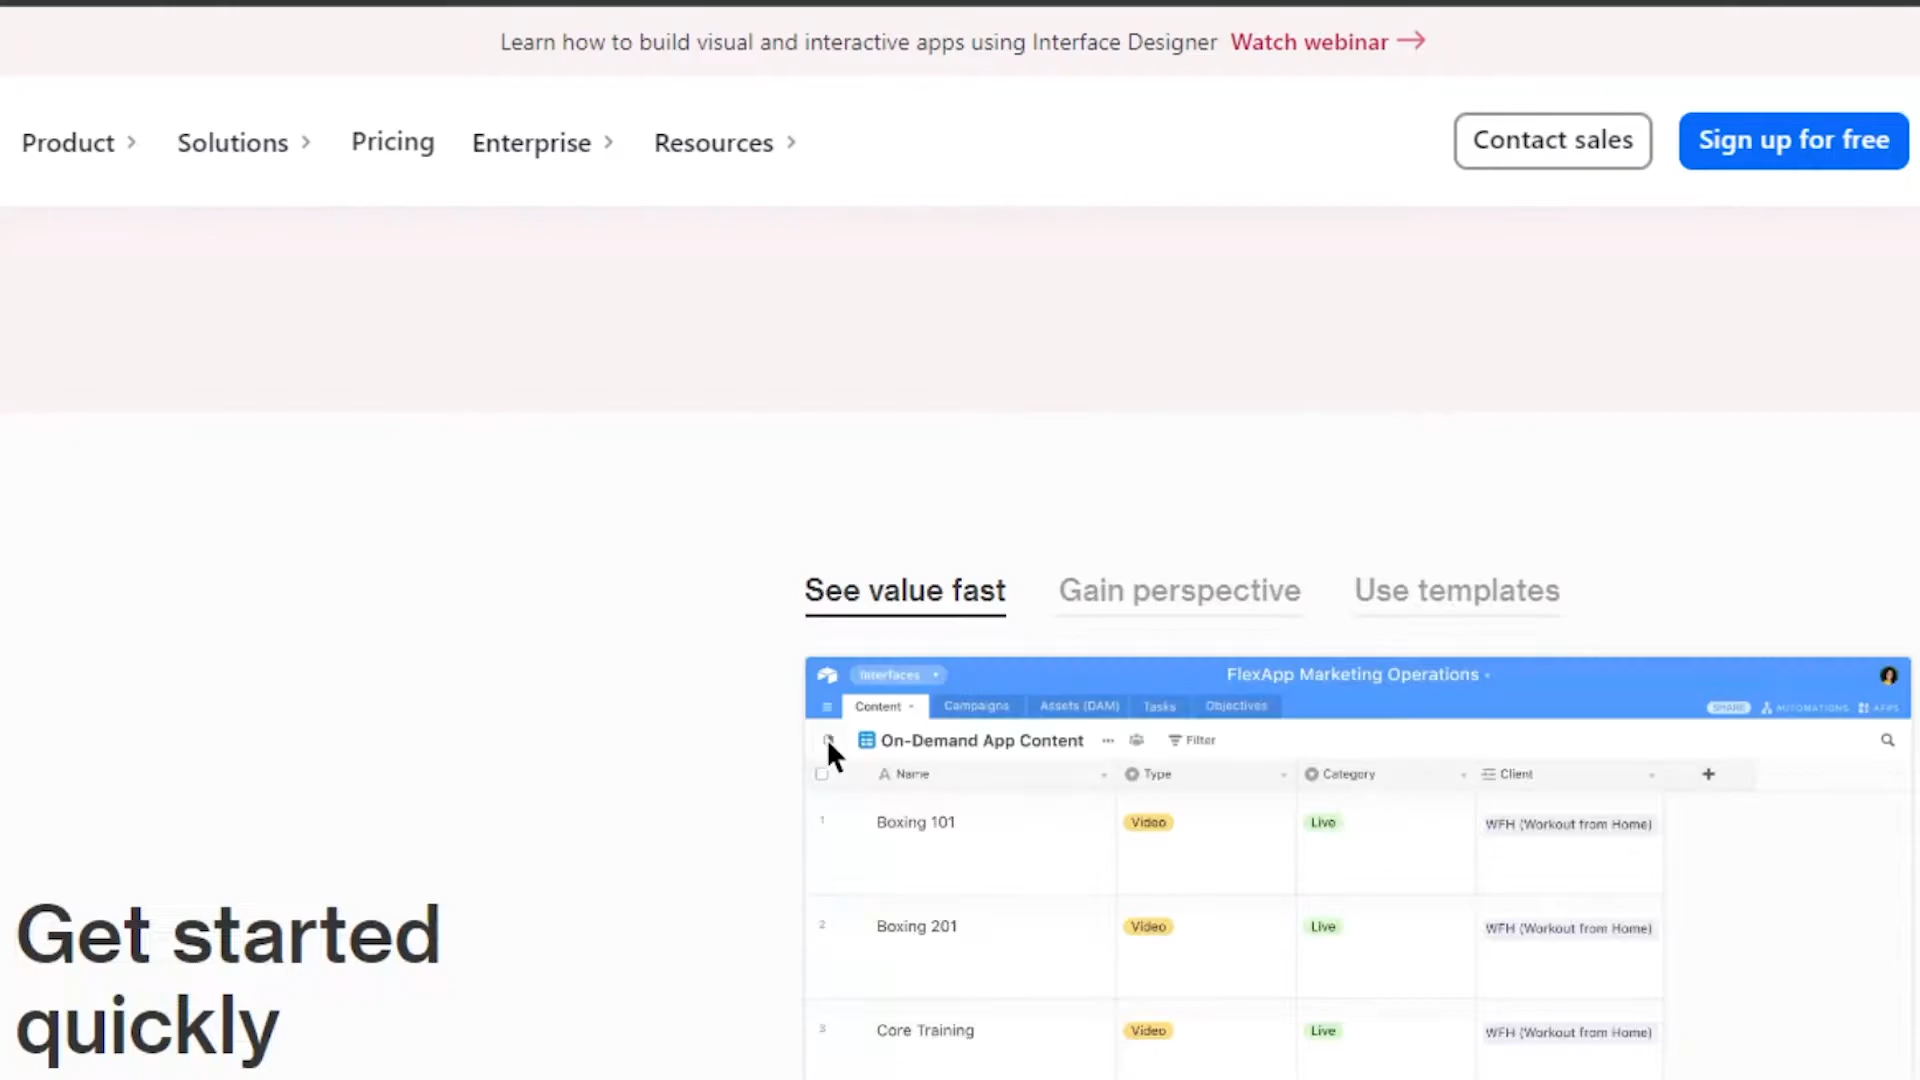 Learn how to build visual and interactive apps using Interface Designer Watch webinar →
Product Solutions Pricing Enterprise Resources Contact sales Sign up for free
See value fast Gain perspective Use templates
Interfaces FlexApp Marketing Operations
Content Campaigns Assets (DAM) Tasks Objectives SHARE AUTOMATIONS APPS
On-Demand App Content ... Filter
Name Type Category Client +
1 Boxing 101 Video Live WFH (Workout from Home)
2 Boxing 201 Video Live WFH (Workout from Home)
3 Core Training Video Live WFH (Workout from Home)
Get started
quickly